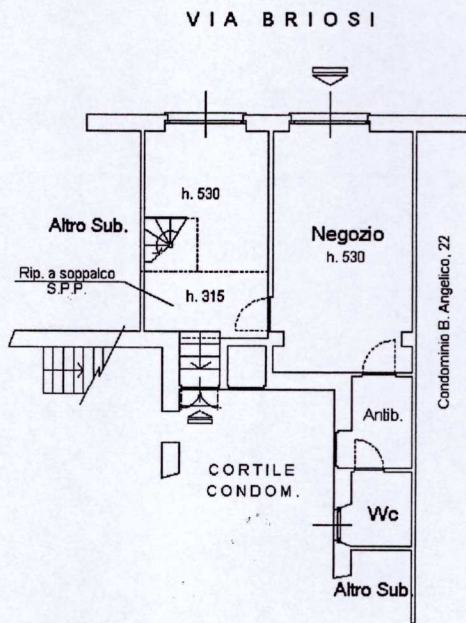 VIA BRIOSI
h. 530
Altro Sub.
Negozio
h. 530
Rip. a soppalco
S.P.P.
h. 315
Condominio B. Angelico, 22
Antib.
CORTILE
CONDOM.
Wc
Altro Sub.